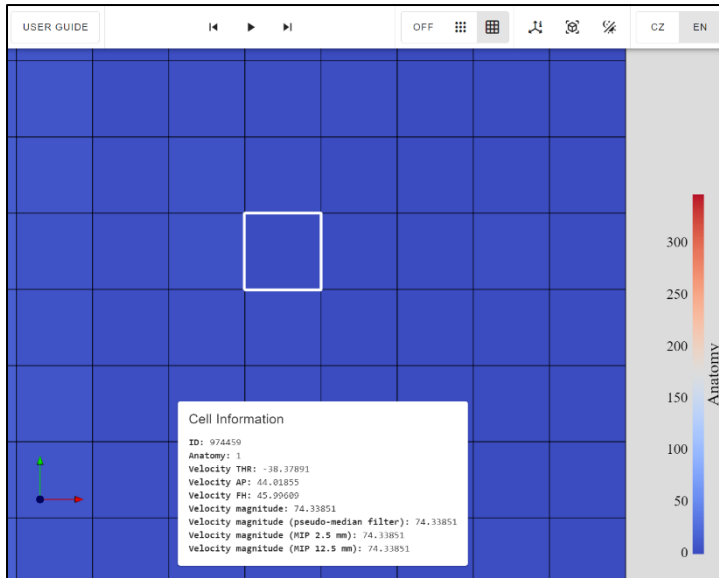 USER GUIDE
OFF
CZ
EN
300
250
200
150
100
50
0
Anatomy
Cell Information
ID: 974459
Anatomy: 1
Velocity THR: -38.37891
Velocity AP: 44.01855
Velocity FH: 45.99609
Velocity magnitude: 74.33851
Velocity magnitude (pseudo-median filter): 74.33851
Velocity magnitude (MIP 2.5 mm): 74.33851
Velocity magnitude (MIP 12.5 mm): 74.33851